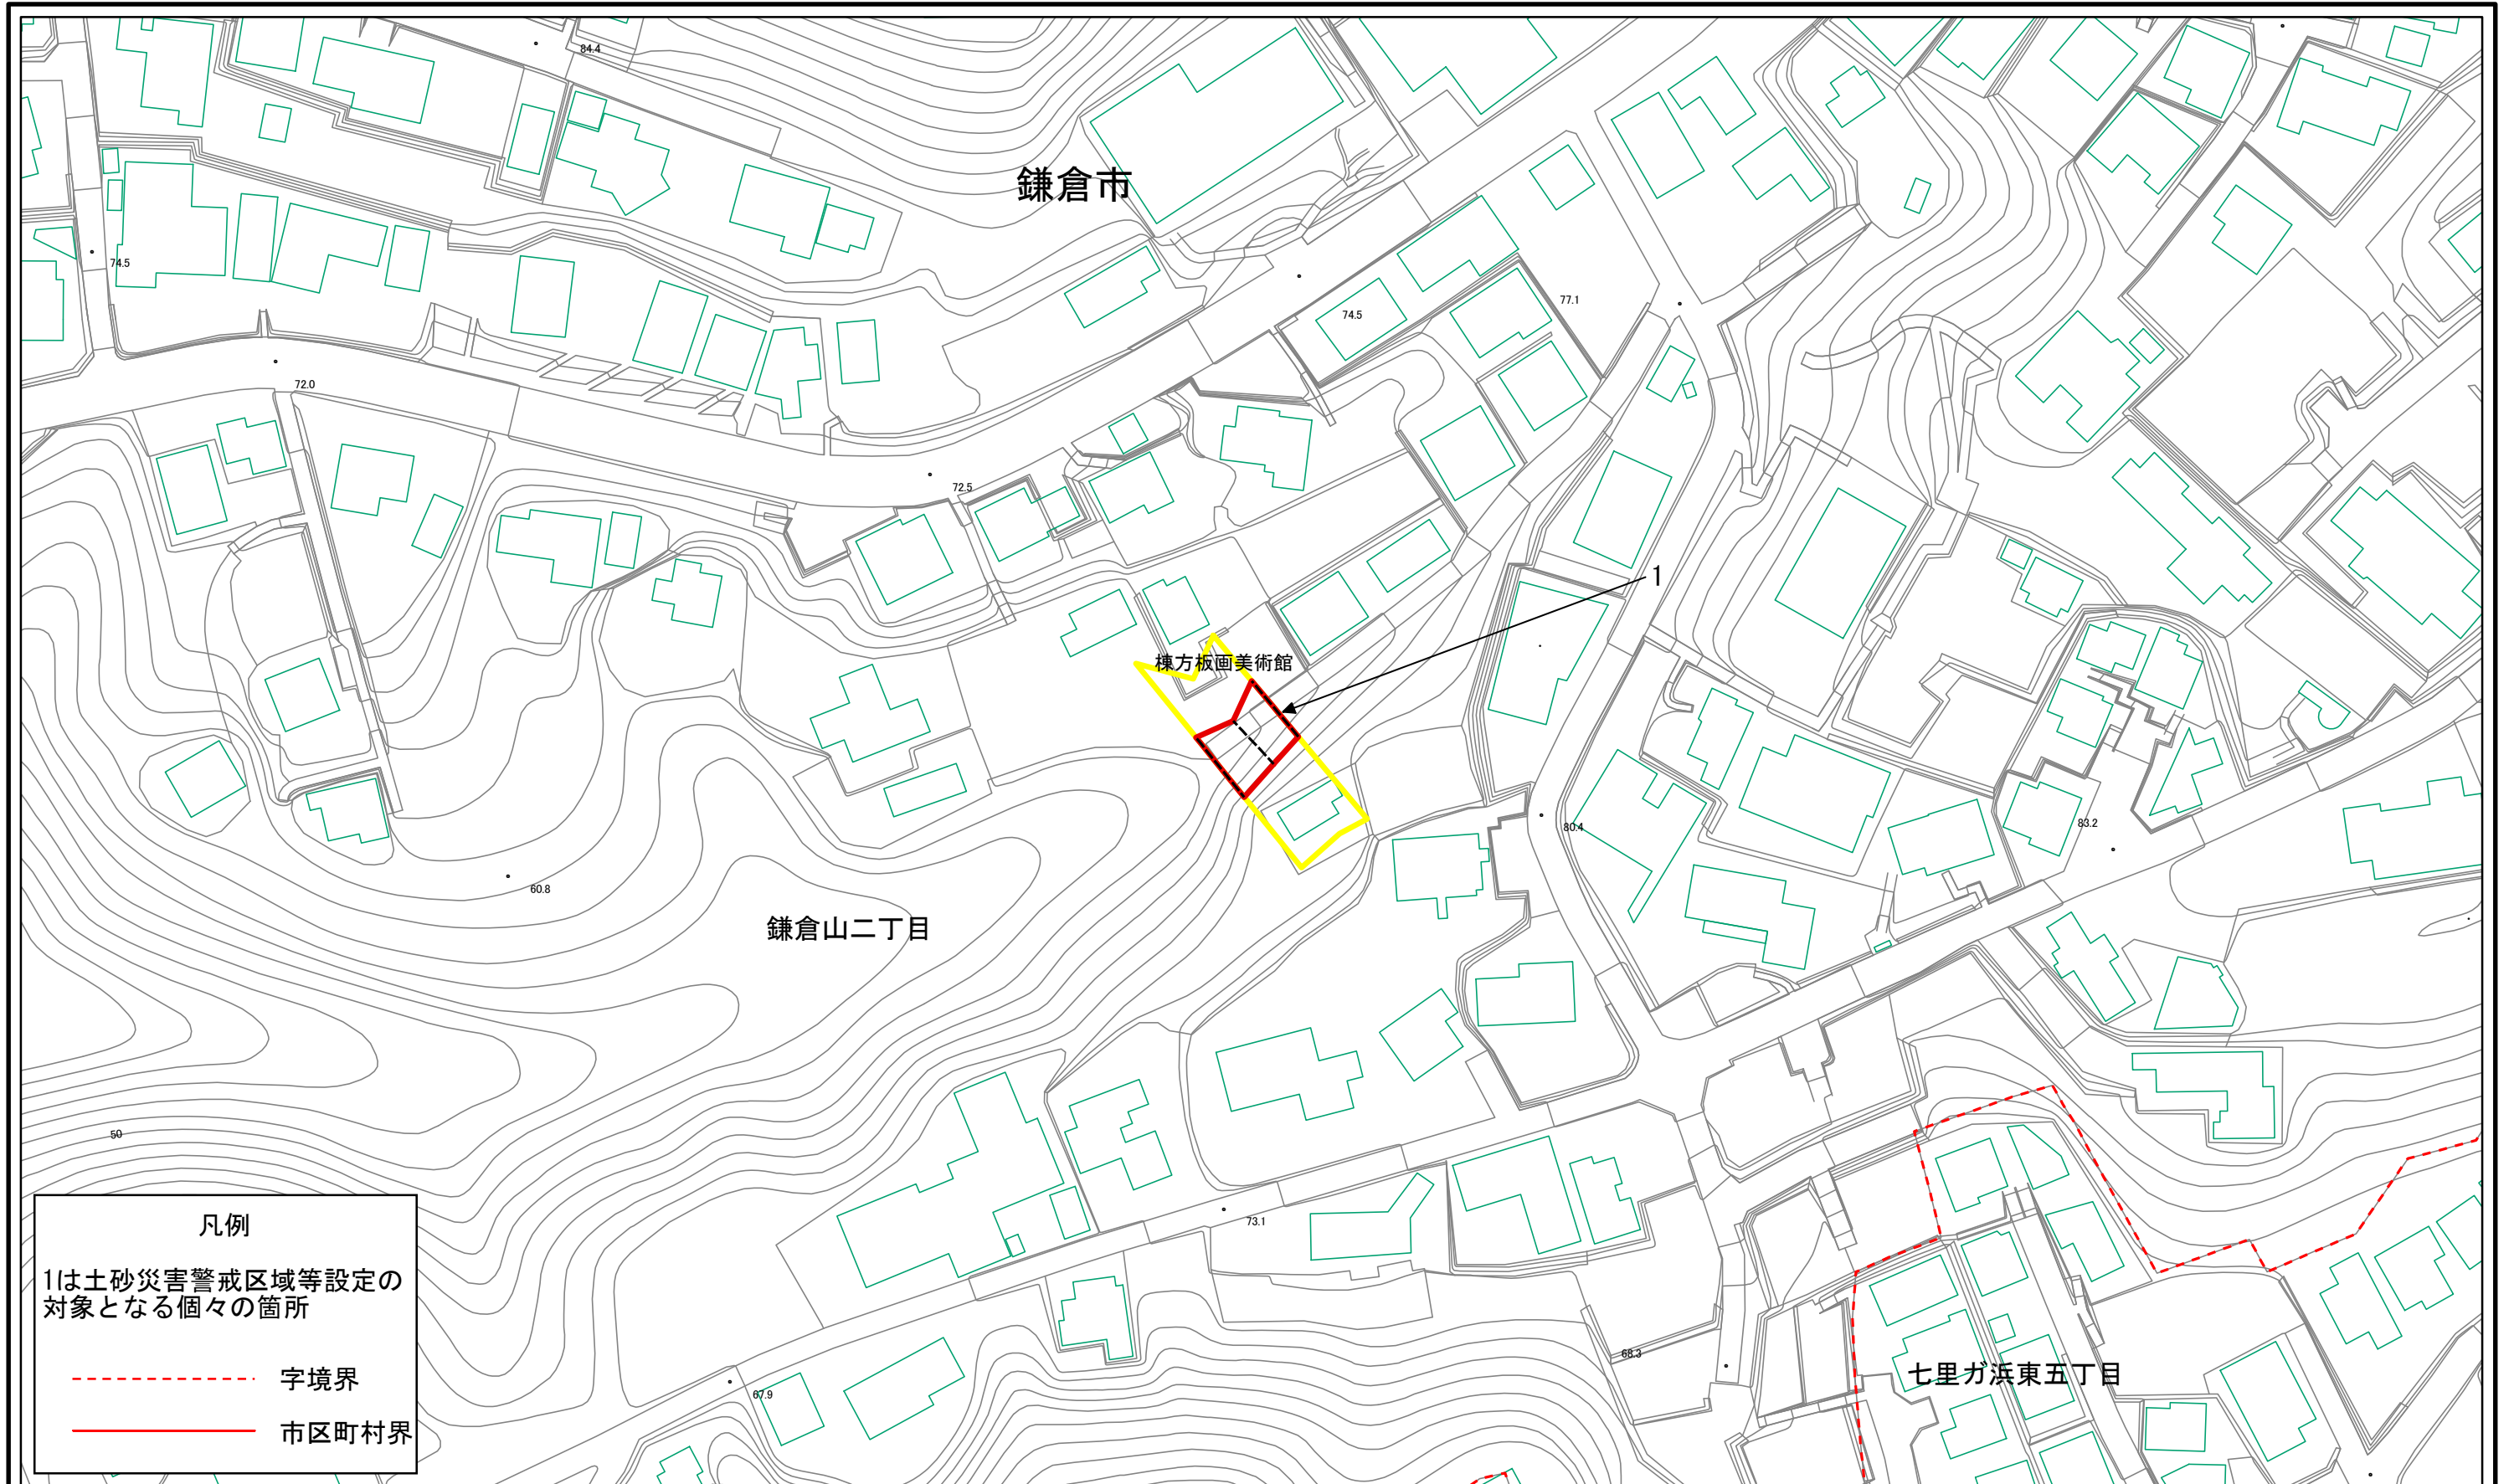 84.4
鎌倉市
74.5
77.1
74.5
72.0
72.5
1
棟方板画美術館
80.4
83.2
60.8
鎌倉山二丁目
50
凡例
1は土砂災害警戒区域等設定の
対象となる個々の箇所
字境界
市区町村界
73.1
68.3
七里ガ浜東五丁目
67.9